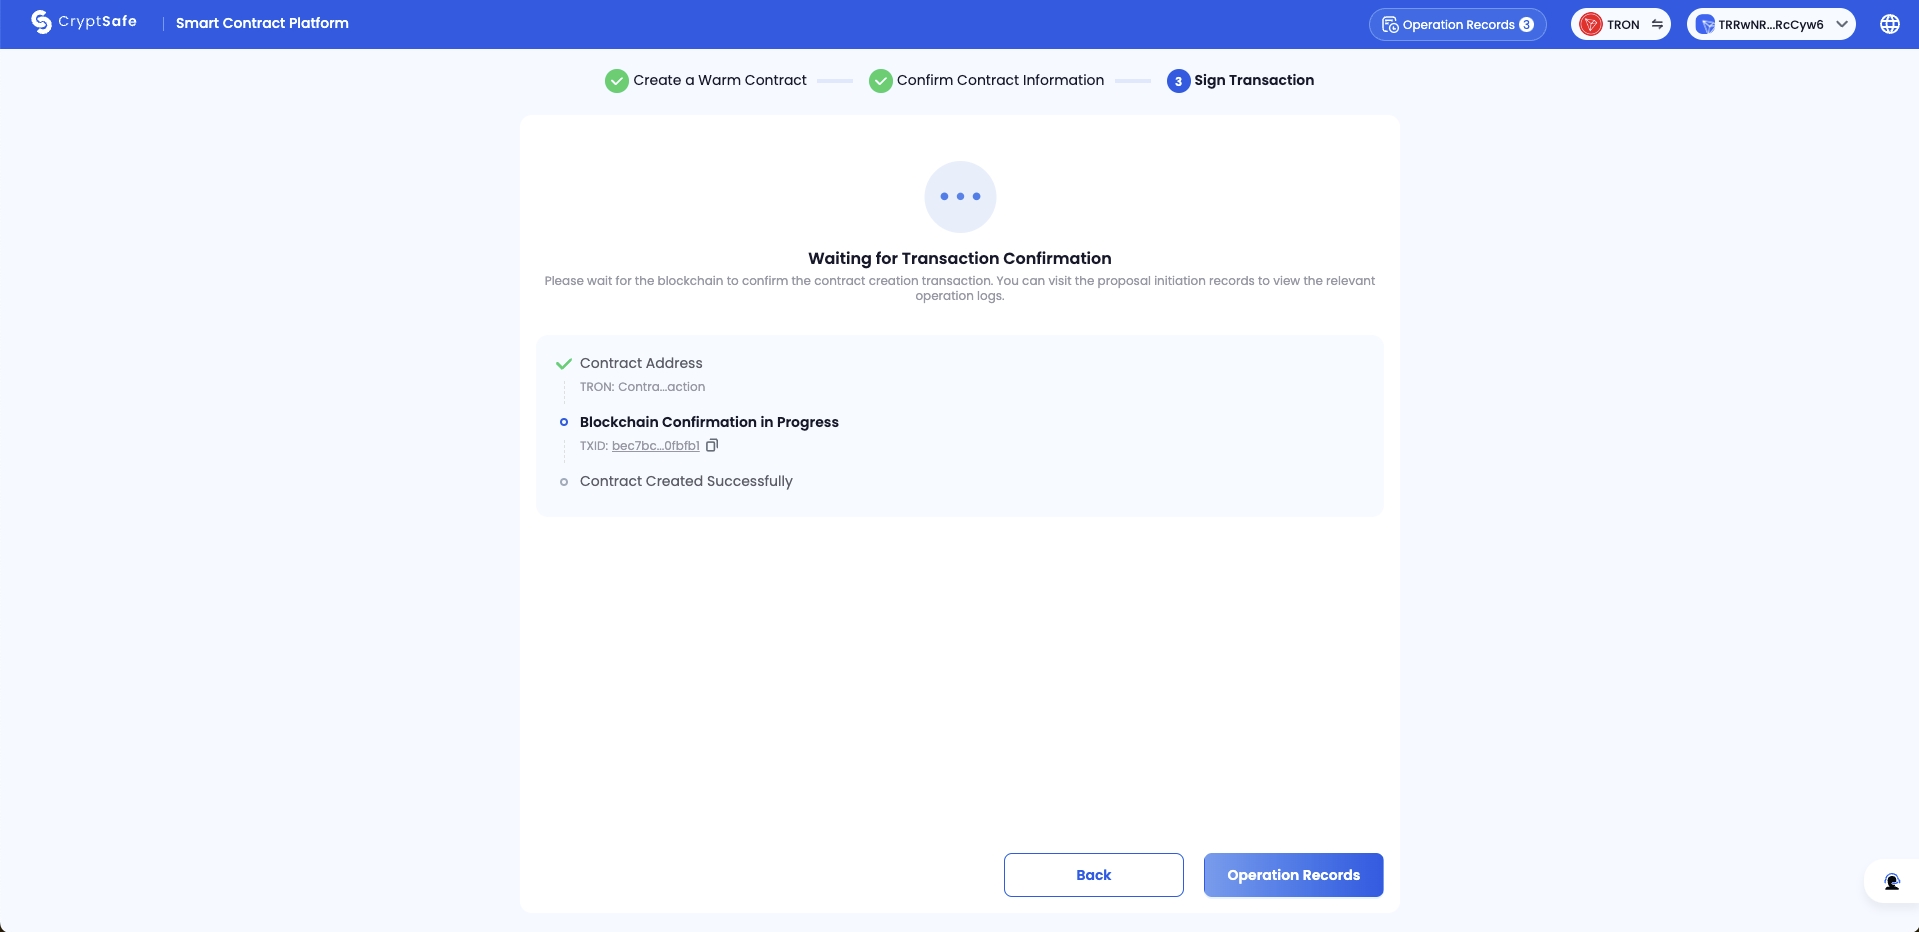 CryptSafe
Smart Contract Platform
Operation Records 3
TRON
TRRwNR...RcCyw6
Create a Warm Contract
Confirm Contract Information
3 Sign Transaction
Waiting for Transaction Confirmation
Please wait for the blockchain to confirm the contract creation transaction. You can visit the proposal initiation records to view the relevant
operation logs.
Contract Address
TRON: Contra...action
Blockchain Confirmation in Progress
TXID: bec7bc...0fbfb1
Contract Created Successfully
Back
Operation Records